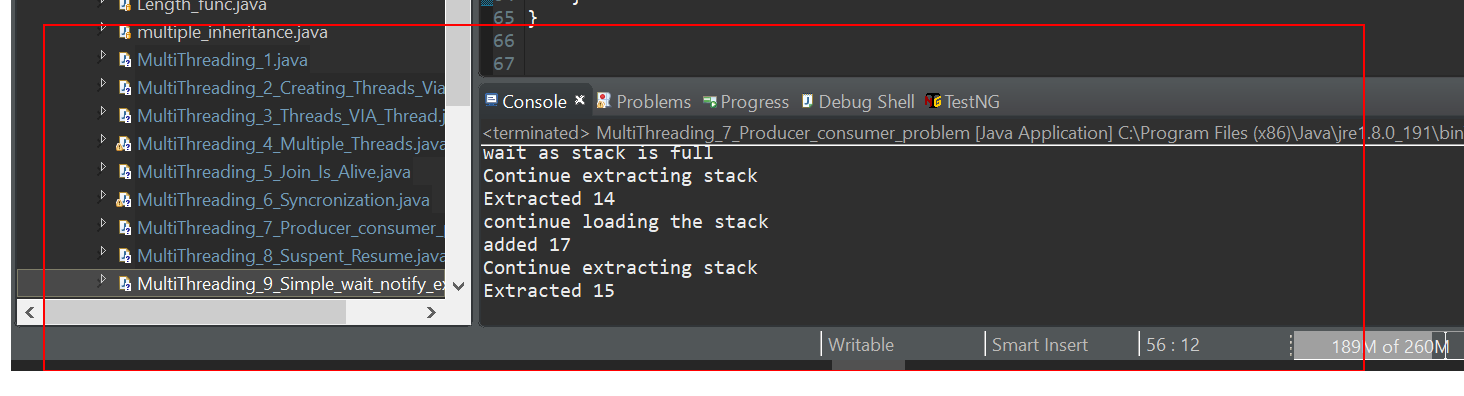 Length_func.java
multiple_inheritance.java
MultiThreading_1.java
MultiThreading_2_Creating_Threads_Via
MultiThreading_3_Threads_VIA_Thread.j
MultiThreading_4_Multiple_Threads.java
MultiThreading_5_Join_Is_Alive.java
MultiThreading_6_Syncronization.java
MultiThreading_7_Producer_consumer_
MultiThreading_8_Suspent_Resume.java
MultiThreading_9_Simple_wait_notify_ex
65 }
66
67
Console Problems Progress Debug Shell TestNG
<terminated> MultiThreading_7_Producer_consumer_problem [Java Application] C:\Program Files (x86)\Java\jre1.8.0_191\bin
wait as stack is full
Continue extracting stack
Extracted 14
continue loading the stack
added 17
Continue extracting stack
Extracted 15
Writable Smart Insert 56 : 12 189M of 260M